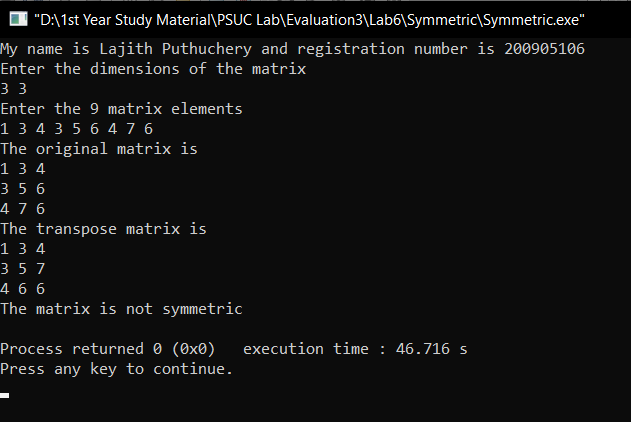 "D:\1st Year Study Material\PSUC Lab\Evaluation3\Lab6\Symmetric\Symmetric.exe"
My name is Lajith Puthuchery and registration number is 200905106
Enter the dimensions of the matrix
3 3
Enter the 9 matrix elements
1 3 4 3 5 6 4 7 6
The original matrix is
1 3 4
3 5 6
4 7 6
The transpose matrix is
1 3 4
3 5 7
4 6 6
The matrix is not symmetric
Process returned 0 (0x0)   execution time : 46.716 s
Press any key to continue.